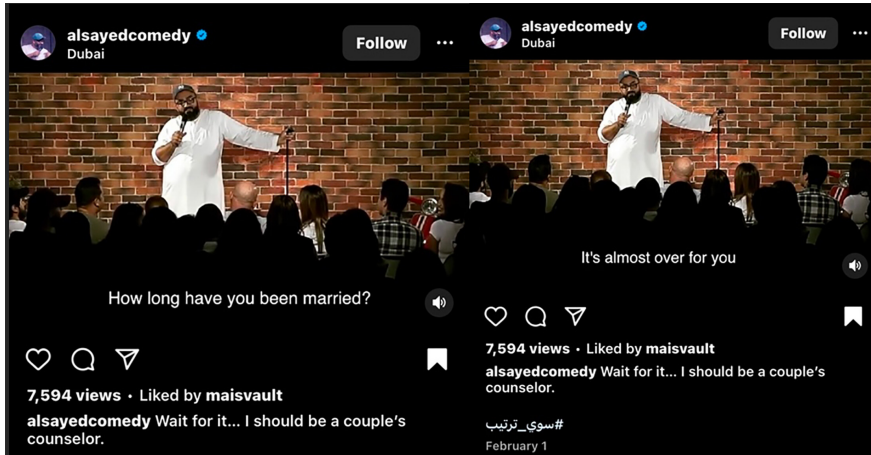 alsayedcomedy
Dubai
Follow
How long have you been married?
7,594 views • Liked by maisvault
alsayedcomedy Wait for it... I should be a couple's
counselor.
alsayedcomedy
Dubai
Follow
It's almost over for you
7,594 views • Liked by maisvault
alsayedcomedy Wait for it... I should be a couple's
counselor.
#سوي_ترتيب
February 1